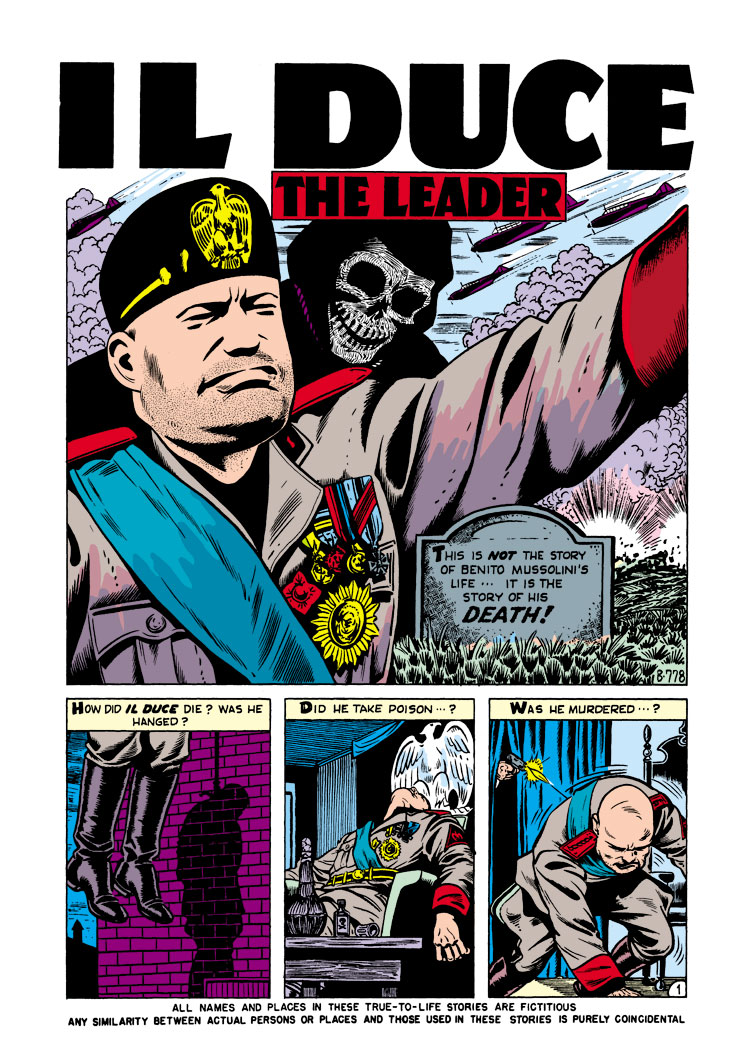 IL DUCE
THE LEADER
THIS IS NOT THE STORY
OF BENITO MUSSOLINI'S
LIFE ... IT IS THE
STORY OF HIS
DEATH!
8-778
HOW DID IL DUCE DIE? WAS HE
HANGED?
DID HE TAKE POISON ...?
WAS HE MURDERED ...?
1
ALL NAMES AND PLACES IN THESE TRUE-TO-LIFE STORIES ARE FICTITIOUS
ANY SIMILARITY BETWEEN ACTUAL PERSONS OR PLACES AND THOSE USED IN THESE STORIES IS PURELY COINCIDENTAL